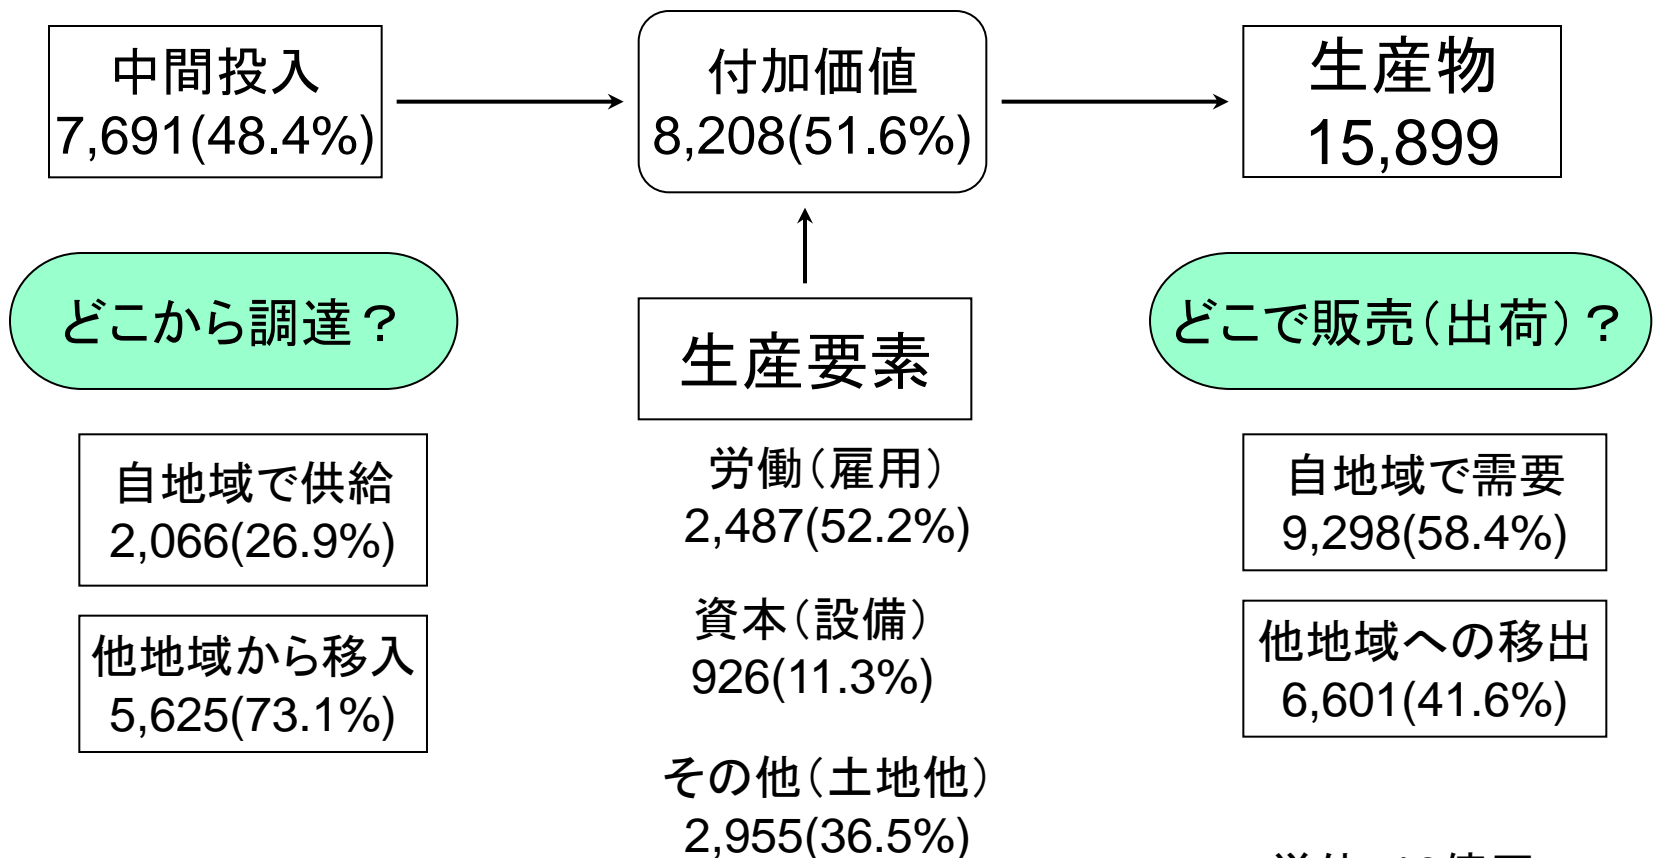 中間投入
7,691(48.4%)
付加価値
8,208(51.6%)
生産物
15,899
どこから調達？
生産要素
どこで販売（出荷）？
自地域で供給
2,066(26.9%)
他地域から移入
5,625(73.1%)
労働（雇用）
2,487(52.2%)
資本（設備）
926(11.3%)
その他（土地他）
2,955(36.5%)
自地域で需要
9,298(58.4%)
他地域への移出
6,601(41.6%)